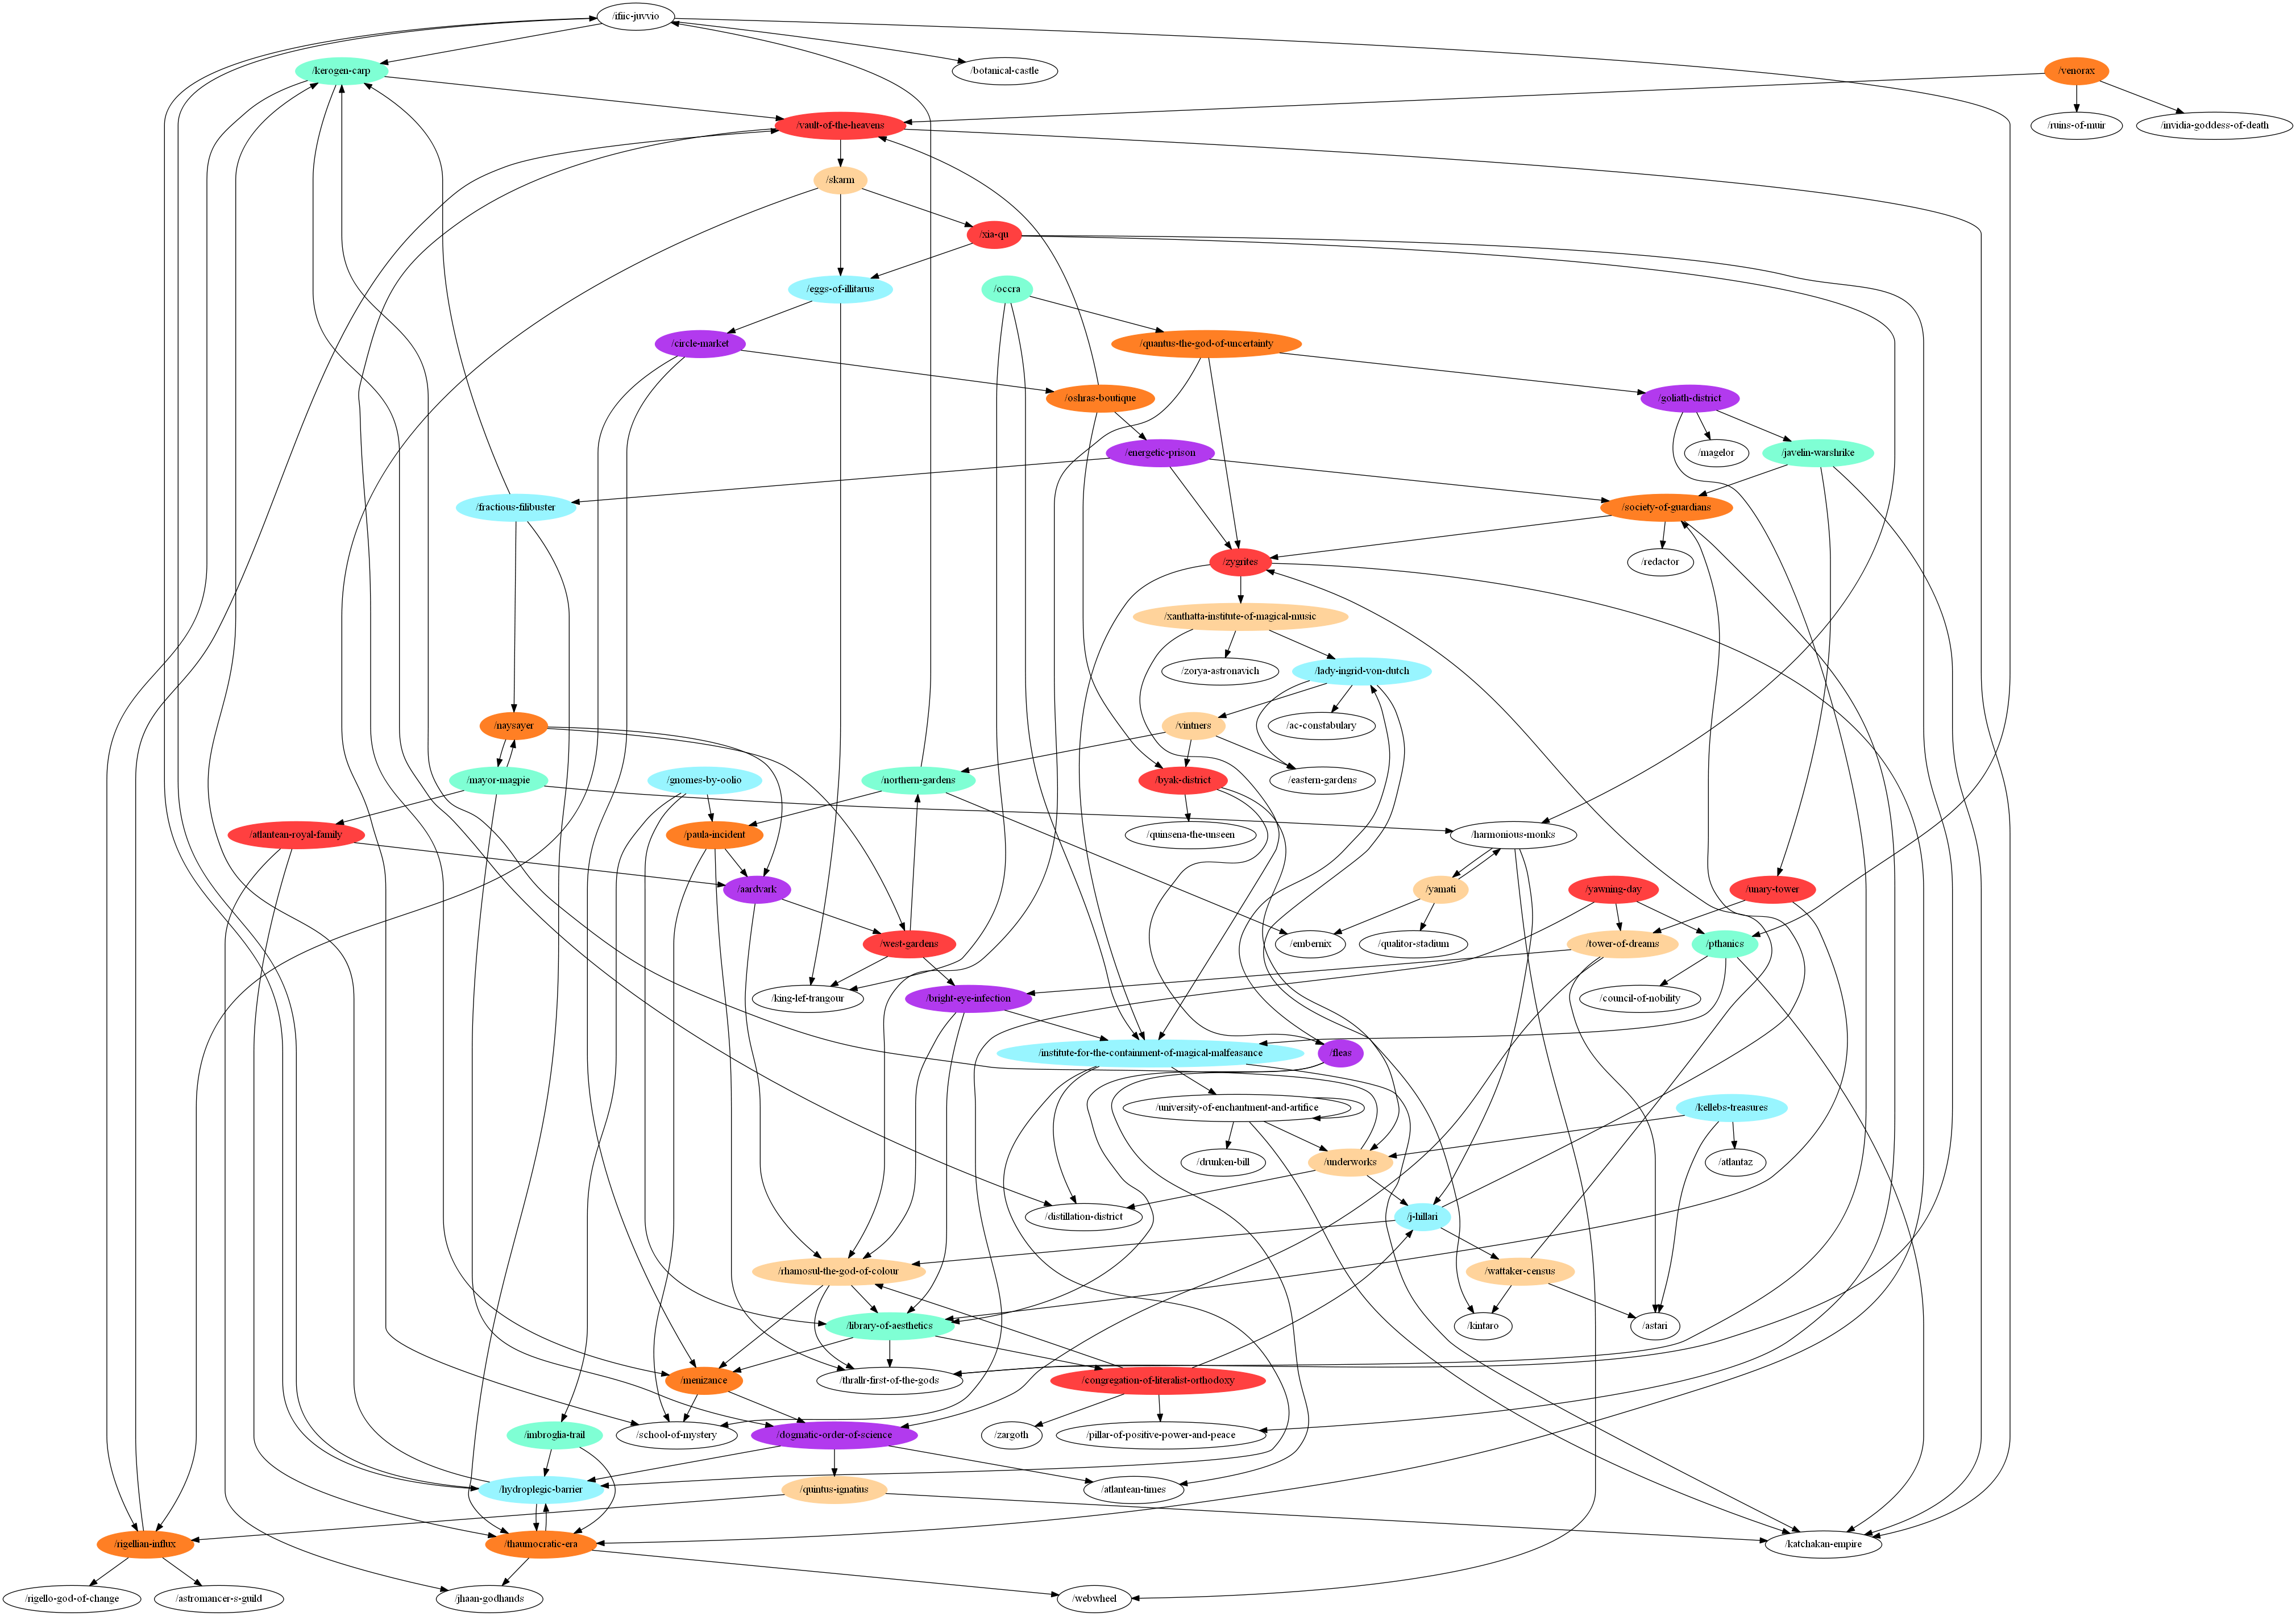 /ifiic-juvvio
/kerogen-carp
/botanical-castle
/venorax
/vault-of-the-heavens
/ruins-of-muir
/invidia-goddess-of-death
/skarm
/xia-qu
/eggs-of-illitarus
/occra
/circle-market
/quantus-the-god-of-uncertainty
/oshras-boutique
/goliath-district
/energetic-prison
/magelor
/javelin-warshrike
/fractious-filibuster
/society-of-guardians
/zygrites
/redactor
/xanthatta-institute-of-magical-music
/zorya-astronavich
/lady-ingrid-von-dutch
/naysayer
/vintners
/ac-constabulary
/mayor-magpie
/gnomes-by-oolio
/northern-gardens
/byak-district
/eastern-gardens
/atlantean-royal-family
/paula-incident
/quinsena-the-unseen
/harmonious-monks
/aardvark
/yamati
/yawning-day
/unary-tower
/west-gardens
/embernix
/qualitor-stadium
/tower-of-dreams
/pthanics
/king-lef-trangour
/bright-eye-infection
/council-of-nobility
/institute-for-the-containment-of-magical-malfeasance
/fleas
/university-of-enchantment-and-artifice
/kellebs-treasures
/drunken-bill
/underworks
/atlantaz
/distillation-district
/j-hillari
/rhamosul-the-god-of-colour
/wattaker-census
/library-of-aesthetics
/kintaro
/astari
/menizance
/thrallr-first-of-the-gods
/congregation-of-literalist-orthodoxy
/imbroglia-trail
/school-of-mystery
/dogmatic-order-of-science
/zargoth
/pillar-of-positive-power-and-peace
/hydroplegic-barrier
/quintus-ignatius
/atlantean-times
/rigellian-influx
/thaumocratic-era
/katchakan-empire
/rigello-god-of-change
/astromancer-s-guild
/jhaan-godhands
/webwheel